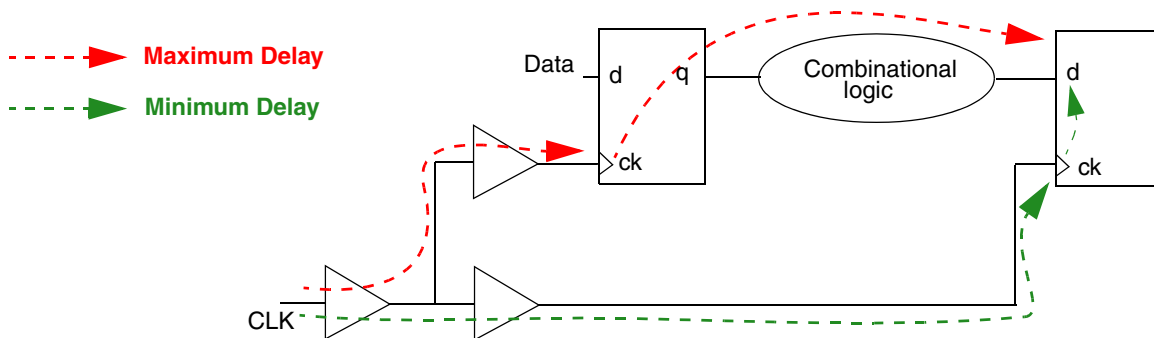 Maximum Delay
Minimum Delay
Data
d
q
ck
Combinational
logic
d
ck
CLK